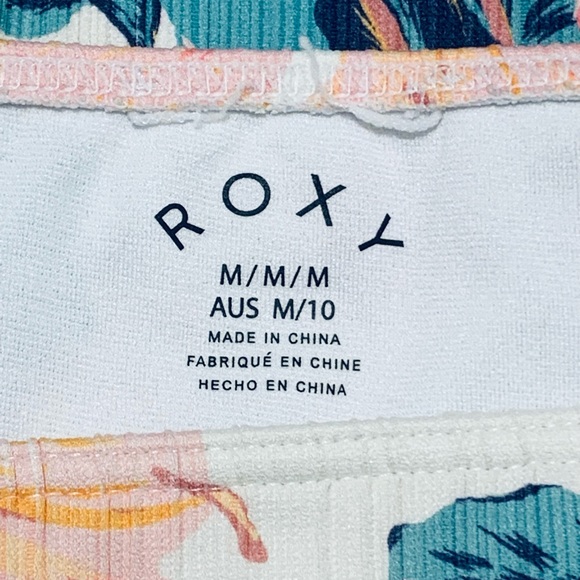 ROXY
M/M/M
AUS M/10
MADE IN CHINA
FABRIQUÉ EN CHINE
HECHO EN CHINA